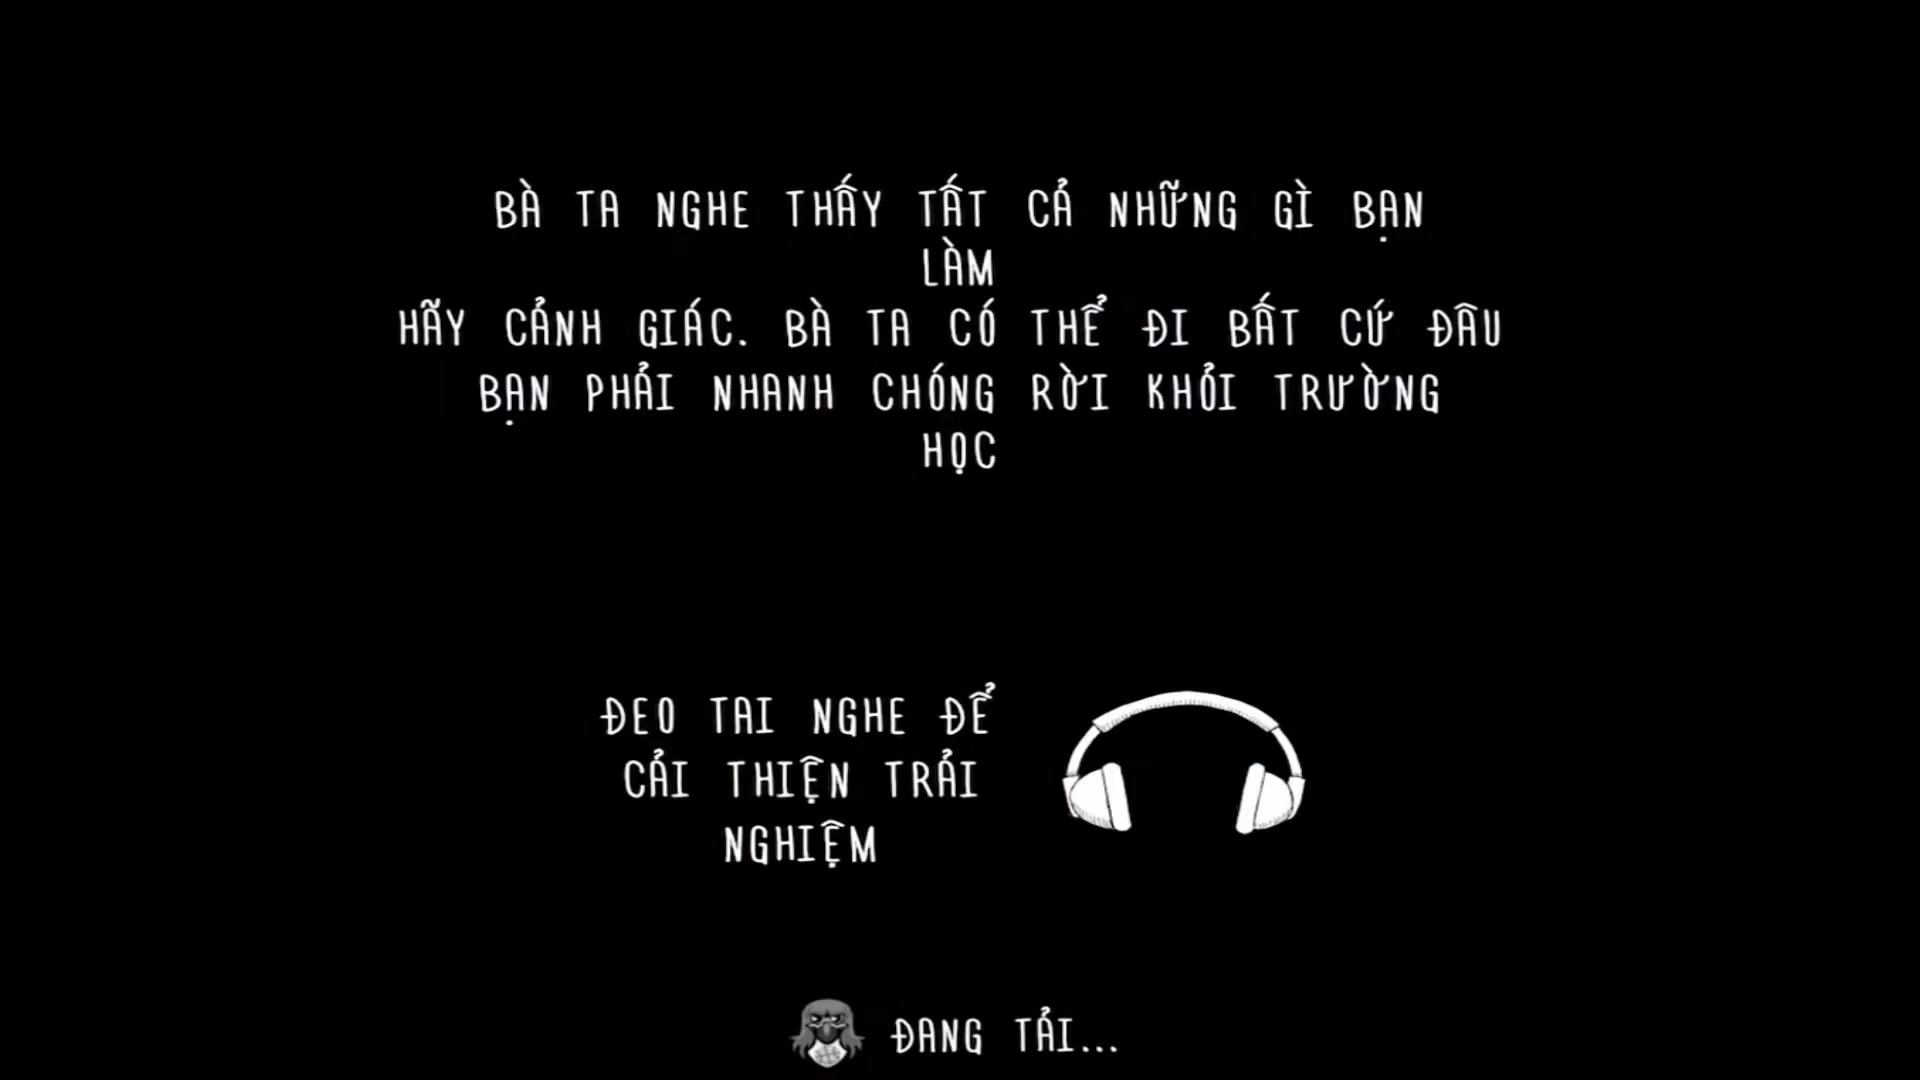 BÀ TA NGHE THẤY TẤT CẢ NHỮNG GÌ BẠN
LÀM
HÃY CẢNH GIÁC. BÀ TA CÓ THỂ ĐI BẤT CỨ ĐÂU
BẠN PHẢI NHANH CHÓNG RỜI KHỎI TRƯỜNG
HỌC
ĐEO TAI NGHE ĐỂ
CẢI THIỆN TRẢI
NGHIỆM
ĐANG TẢI...